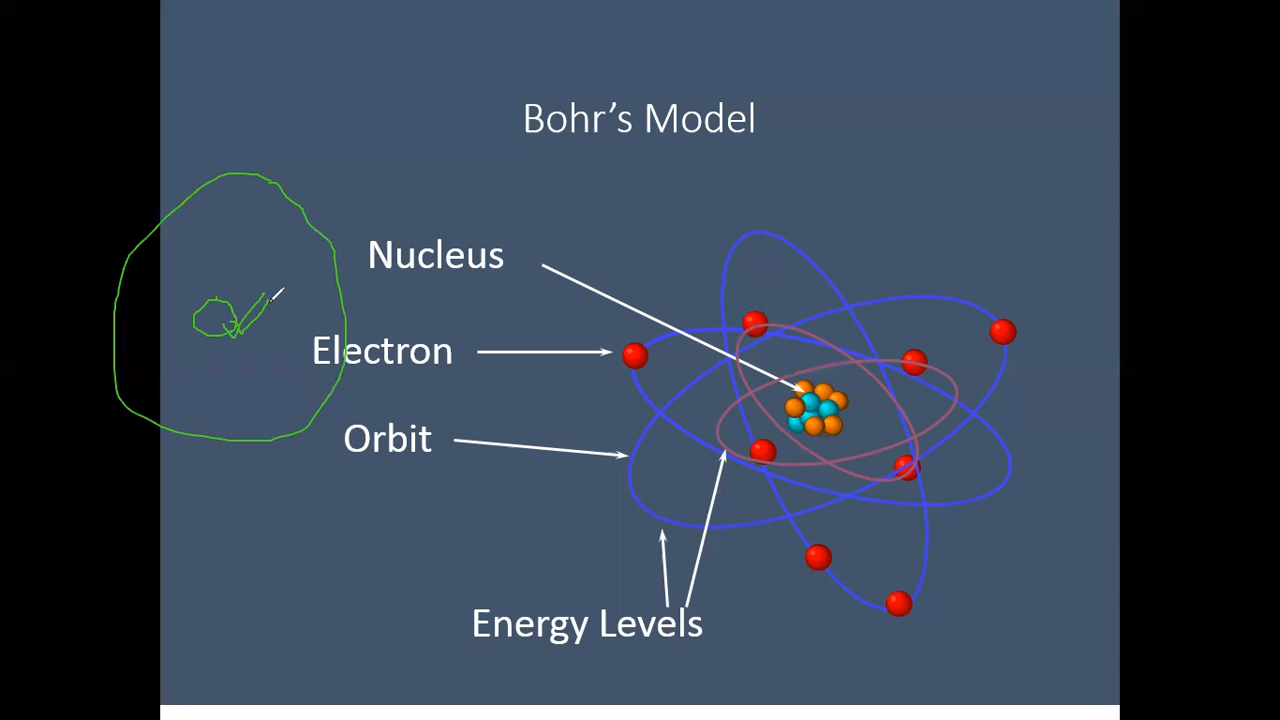 Bohr’s Model
Nucleus
Electron
Orbit
Energy Levels